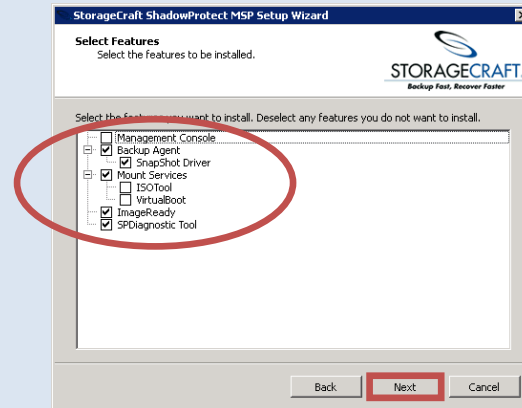 StorageCraft ShadowProtect MSP Setup Wizard
Select Features
Select the features to be installed.
STORAGECRAFT.
Backup Fast, Recover Faster
Select the features you want to install. Deselect any features you do not want to install.
Management Console
Backup Agent
SnapShot Driver
Mount Services
ISOTool
VirtualBoot
ImageReady
SPDiagnostic Tool
Back
Next
Cancel